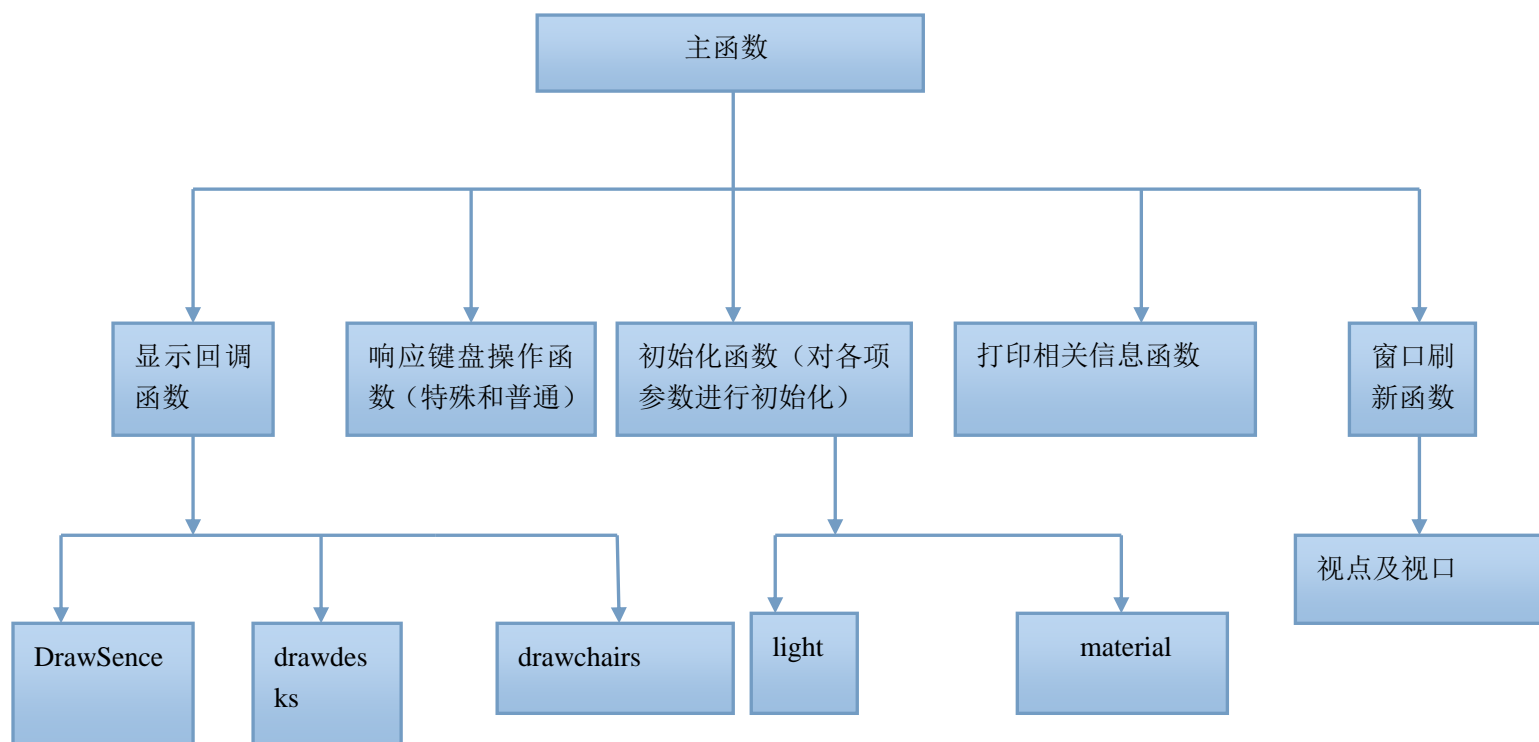 主函数
显示回调
函数
响应键盘操作函
数（特殊和普通）
初始化函数（对各项
参数进行初始化）
打印相关信息函数
窗口刷
新函数
视点及视口
DrawSence
drawdes
ks
drawchairs
light
material